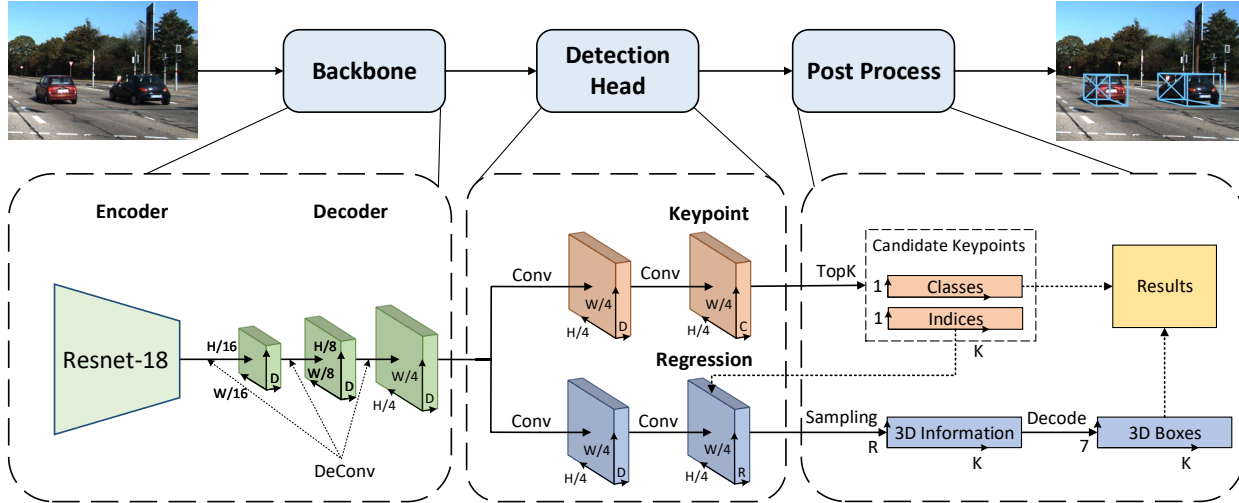 Backbone
Detection
Head
Post Process
Encoder
Decoder
Resnet-18
H/16
W/16
D
H/8
W/8
D
W/4
H/4
D
DeConv
Keypoint
Conv
W/4
H/4
D
Conv
W/4
H/4
C
Regression
Conv
W/4
H/4
D
Conv
W/4
H/4
R
TopK
Candidate Keypoints
1
Classes
1
Indices
K
Results
Sampling
R
3D Information
K
Decode
7
3D Boxes
K